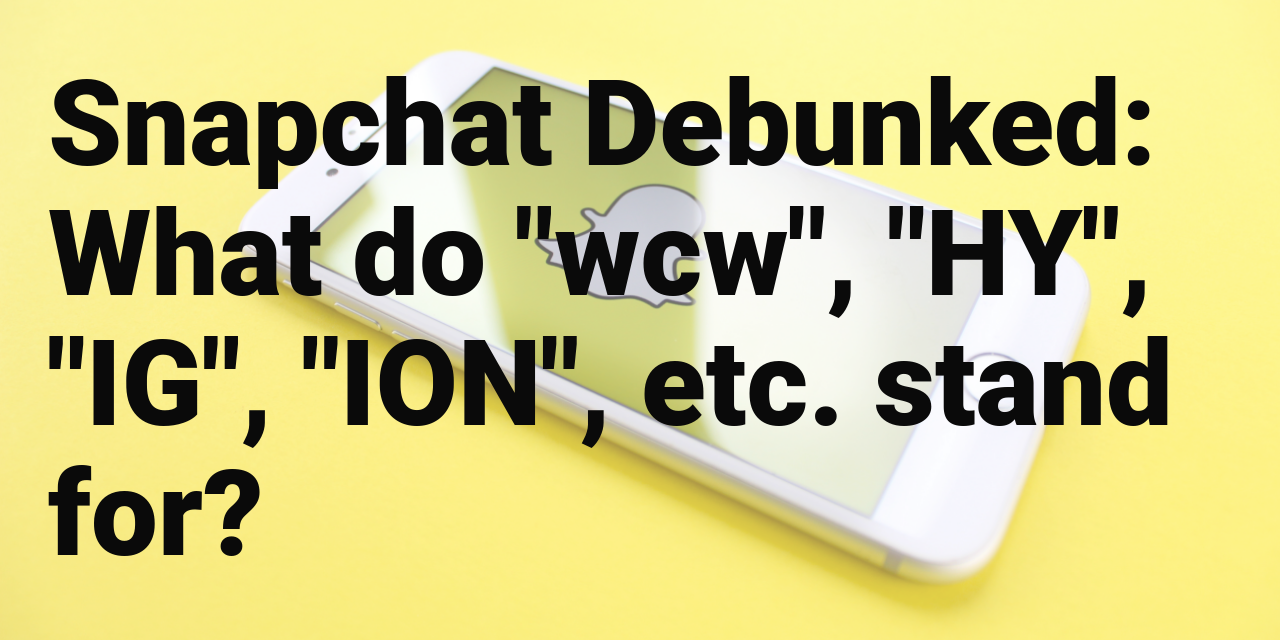 Snapchat Debunked:
What do "wcw", "HY",
"IG", "ION", etc. stand
for?